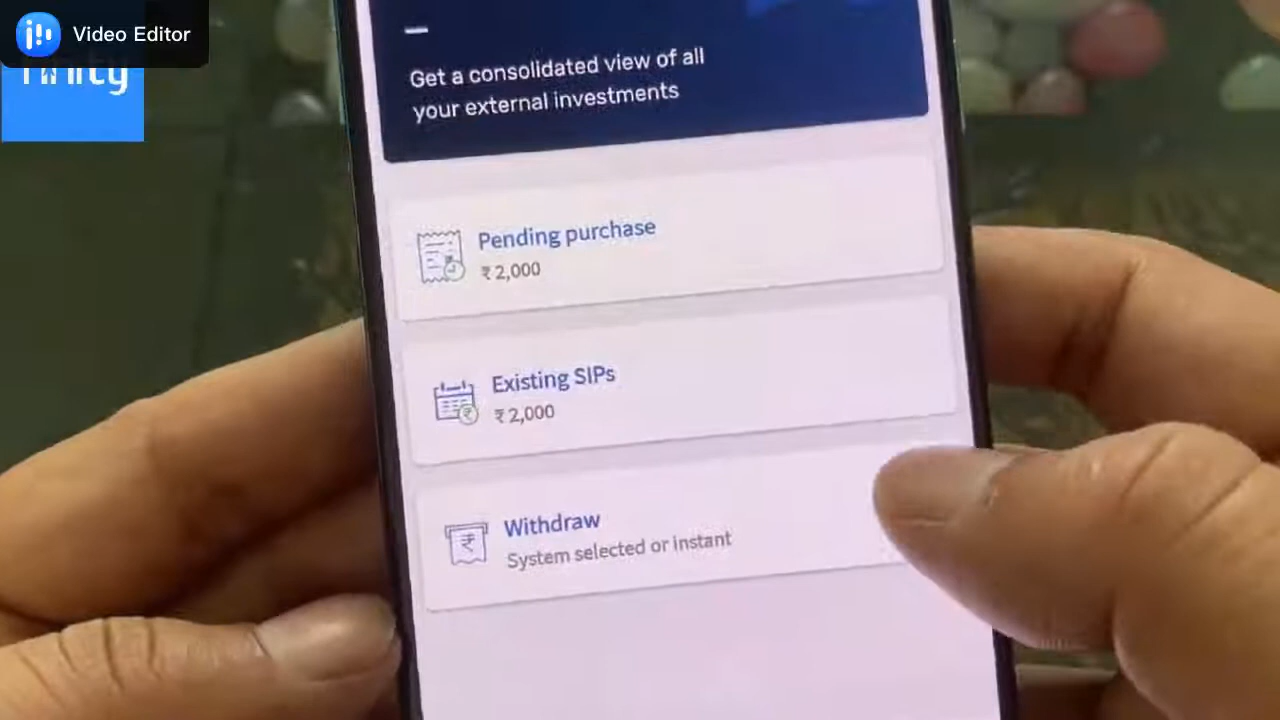 Video Editor
Get a consolidated view of all
your external investments
Pending purchase
₹ 2,000
Existing SIPs
₹ 2,000
Withdraw
System selected or instant